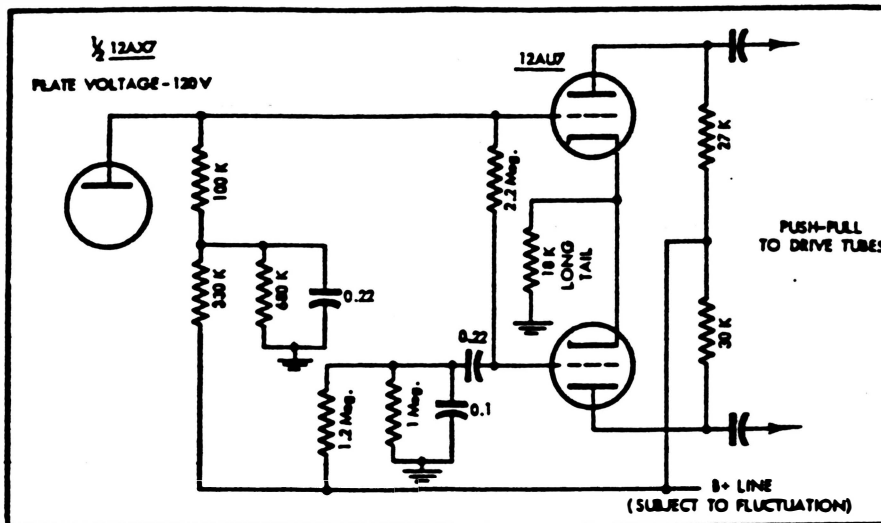 ½ 12AX7
PLATE VOLTAGE-120V
12AU7
100 K
2.2 Meg.
27 K
18 K
LONG
TAIL
PUSH-PULL
TO DRIVE TUBES
330 K
680 K
0.22
0.22
30 K
1.2 Meg.
1 Meg.
0.1
B+ LINE
(SUBJECT TO FLUCTUATION)